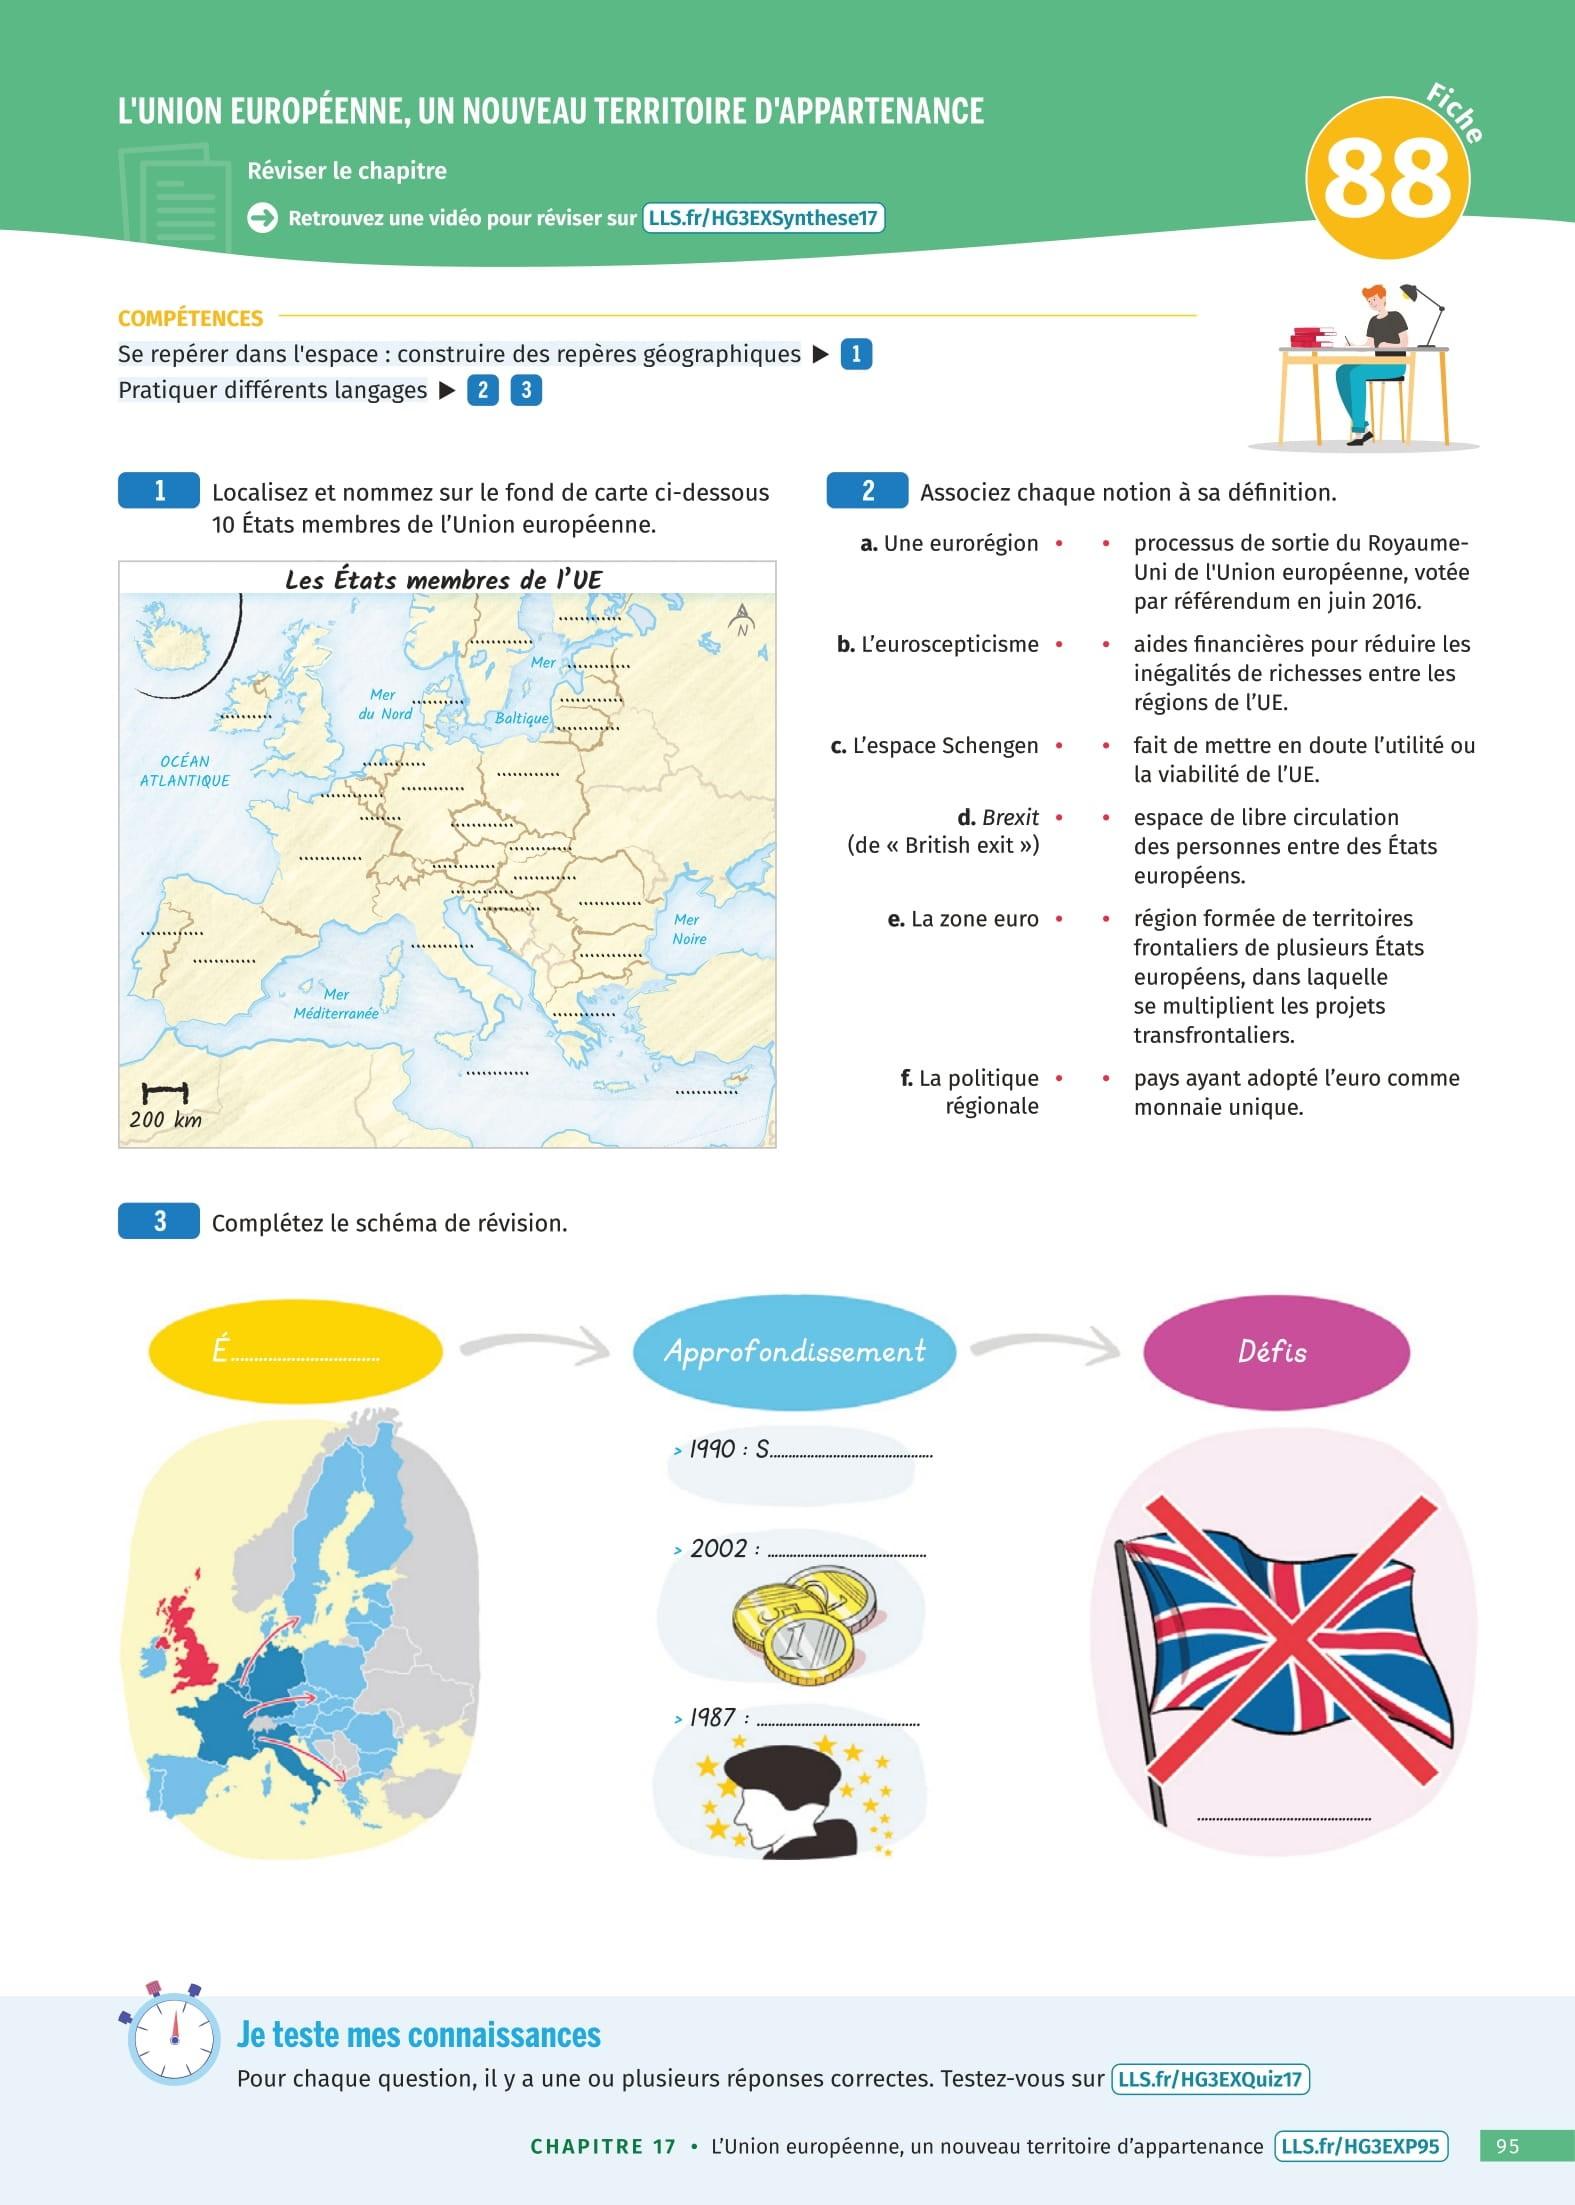 L'UNION EUROPÉENNE, UN NOUVEAU TERRITOIRE D'APPARTENANCE
Fiche
88
Réviser le chapitre
Retrouvez une vidéo pour réviser sur LLS.fr/HG3EXSynthese17
COMPÉTENCES
Se repérer dans l'espace : construire des repères géographiques ▶ 1
Pratiquer différents langages ▶ 2 3
1 Localisez et nommez sur le fond de carte ci-dessous
10 États membres de l’Union européenne.
Les États membres de l’UE
N
Mer
Baltique
Mer
du Nord
OCÉAN
ATLANTIQUE
Mer
Noire
Mer
Méditerranée
200 km
2 Associez chaque notion à sa définition.
a. Une eurorégion •
• processus de sortie du Royaume-
Uni de l'Union européenne, votée
par référendum en juin 2016.
b. L’euroscepticisme •
• aides financières pour réduire les
inégalités de richesses entre les
régions de l’UE.
c. L’espace Schengen •
• fait de mettre en doute l’utilité ou
la viabilité de l’UE.
d. Brexit •
(de « British exit »)
• espace de libre circulation
des personnes entre des États
européens.
e. La zone euro •
• région formée de territoires
frontaliers de plusieurs États
européens, dans laquelle
se multiplient les projets
transfrontaliers.
f. La politique •
régionale
• pays ayant adopté l’euro comme
monnaie unique.
3 Complétez le schéma de révision.
É................................
Approfondissement
Défis
> 1990 : S...................................
> 2002 : ..................................
5
2
1
> 1987 : ...................................
.....................................
Je teste mes connaissances
Pour chaque question, il y a une ou plusieurs réponses correctes. Testez-vous sur LLS.fr/HG3EXQuiz17
CHAPITRE 17 • L’Union européenne, un nouveau territoire d’appartenance LLS.fr/HG3EXP95 95